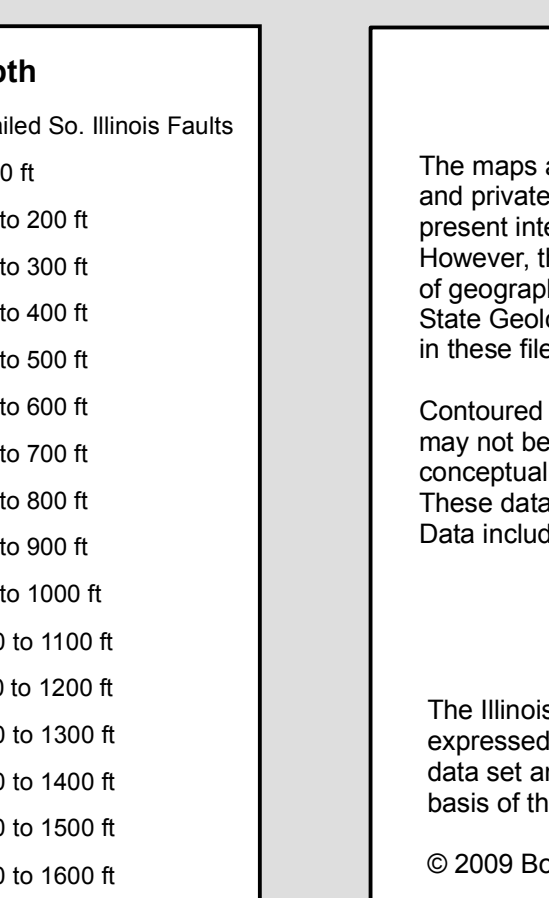 pth
ailed So. Illinois Faults
0 ft
to 200 ft
to 300 ft
to 400 ft
to 500 ft
to 600 ft
to 700 ft
to 800 ft
to 900 ft
to 1000 ft
0 to 1100 ft
0 to 1200 ft
0 to 1300 ft
0 to 1400 ft
0 to 1500 ft
0 to 1600 ft
The maps a
and private
present inte
However, th
of geograph
State Geolo
in these file
Contoured
may not be
conceptual
These data
Data includ
The Illinois
expressed
data set ar
basis of th
© 2009 Bo